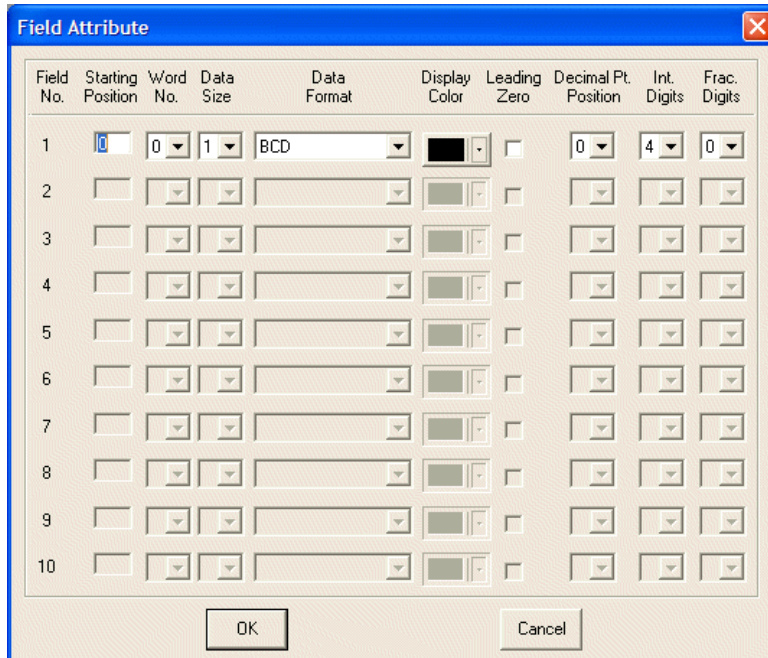 Field Attribute
Field No. Starting Position Word No. Data Size Data Format Display Color Leading Zero Decimal Pt. Position Int. Digits Frac. Digits
1 0 0 1 BCD 0 4 0
2
3
4
5
6
7
8
9
10
OK Cancel